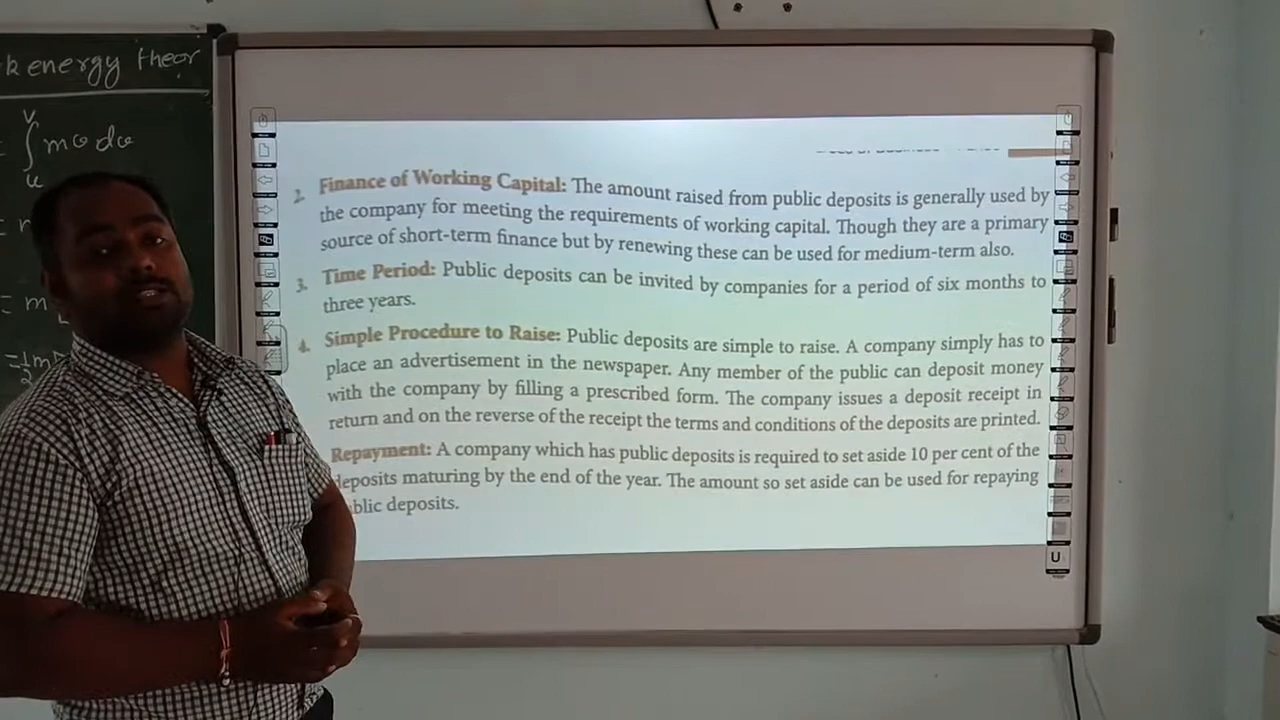 k energy theor
v
∫ mω dω
u
= m
2. Finance of Working Capital: The amount raised from public deposits is generally used by
the company for meeting the requirements of working capital. Though they are a primary
source of short-term finance but by renewing these can be used for medium-term also.
3. Time Period: Public deposits can be invited by companies for a period of six months to
three years.
4. Simple Procedure to Raise: Public deposits are simple to raise. A company simply has to
place an advertisement in the newspaper. Any member of the public can deposit money
with the company by filling a prescribed form. The company issues a deposit receipt in
return and on the reverse of the receipt the terms and conditions of the deposits are printed.
Repayment: A company which has public deposits is required to set aside 10 per cent of the
deposits maturing by the end of the year. The amount so set aside can be used for repaying
blic deposits.
U